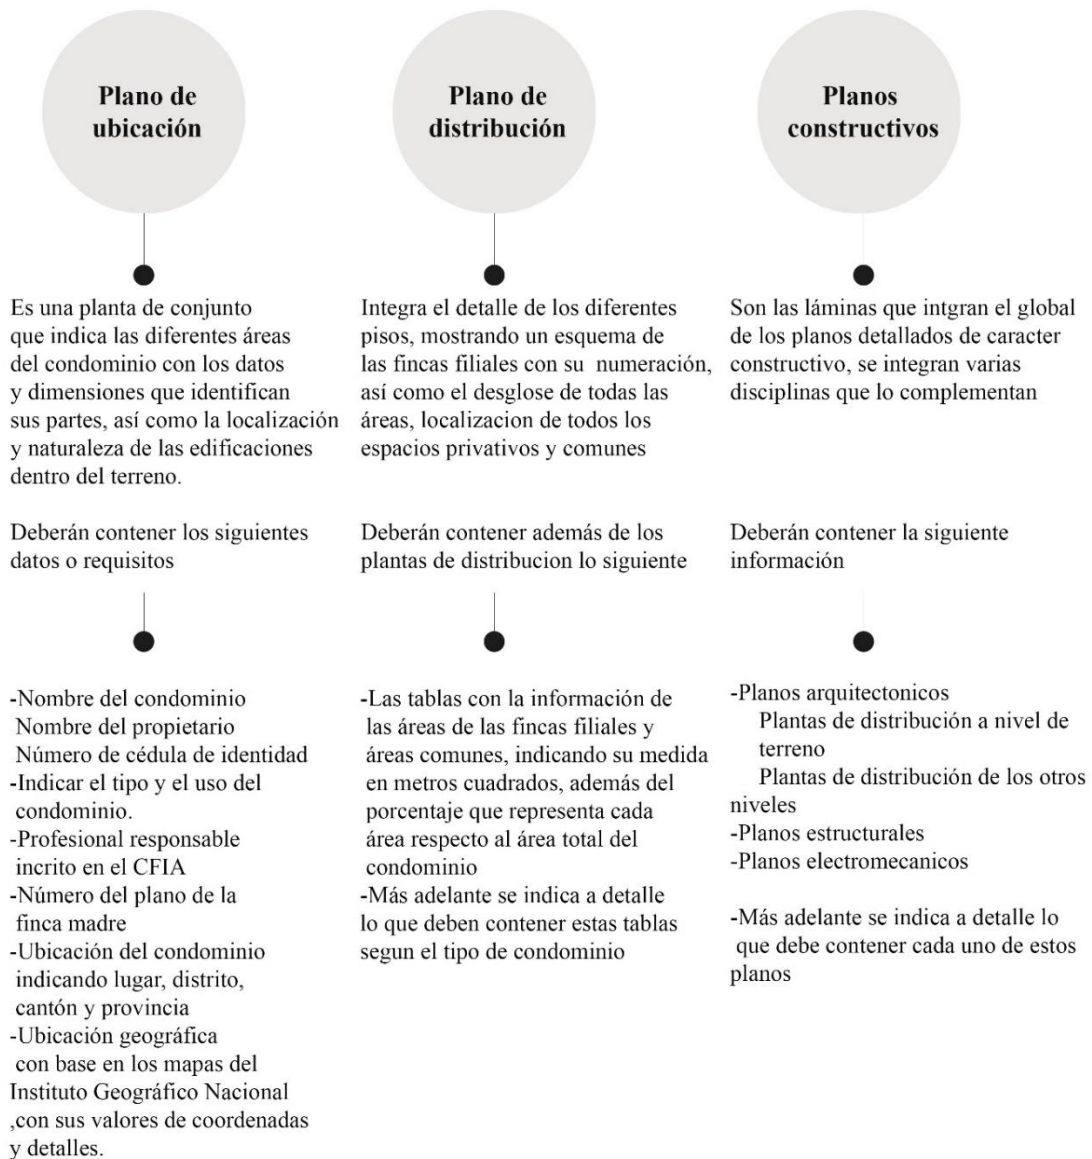 Plano de
ubicación
Es una planta de conjunto
que indica las diferentes áreas
del condominio con los datos
y dimensiones que identifican
sus partes, así como la localización
y naturaleza de las edificaciones
dentro del terreno.
Deberán contener los siguientes
datos o requisitos
-Nombre del condominio
Nombre del propietario
Número de cédula de identidad
-Indicar el tipo y el uso del
condominio.
-Profesional responsable
incrito en el CFIA
-Número del plano de la
finca madre
-Ubicación del condominio
indicando lugar, distrito,
cantón y provincia
-Ubicación geográfica
con base en los mapas del
Instituto Geográfico Nacional
,con sus valores de coordenadas
y detalles.
Plano de
distribución
Integra el detalle de los diferentes
pisos, mostrando un esquema de
las fincas filiales con su numeración,
así como el desglose de todas las
áreas, localizacion de todos los
espacios privativos y comunes
Deberán contener además de los
plantas de distribucion lo siguiente
-Las tablas con la información de
las áreas de las fincas filiales y
áreas comunes, indicando su medida
en metros cuadrados, además del
porcentaje que representa cada
área respecto al área total del
condominio
-Más adelante se indica a detalle
lo que deben contener estas tablas
segun el tipo de condominio
Planos
constructivos
Son las láminas que intgran el global
de los planos detallados de caracter
constructivo, se integran varias
disciplinas que lo complementan
Deberán contener la siguiente
información
-Planos arquitectonicos
Plantas de distribución a nivel de
terreno
Plantas de distribución de los otros
niveles
-Planos estructurales
-Planos electromecanicos
-Más adelante se indica a detalle lo
que debe contener cada uno de estos
planos